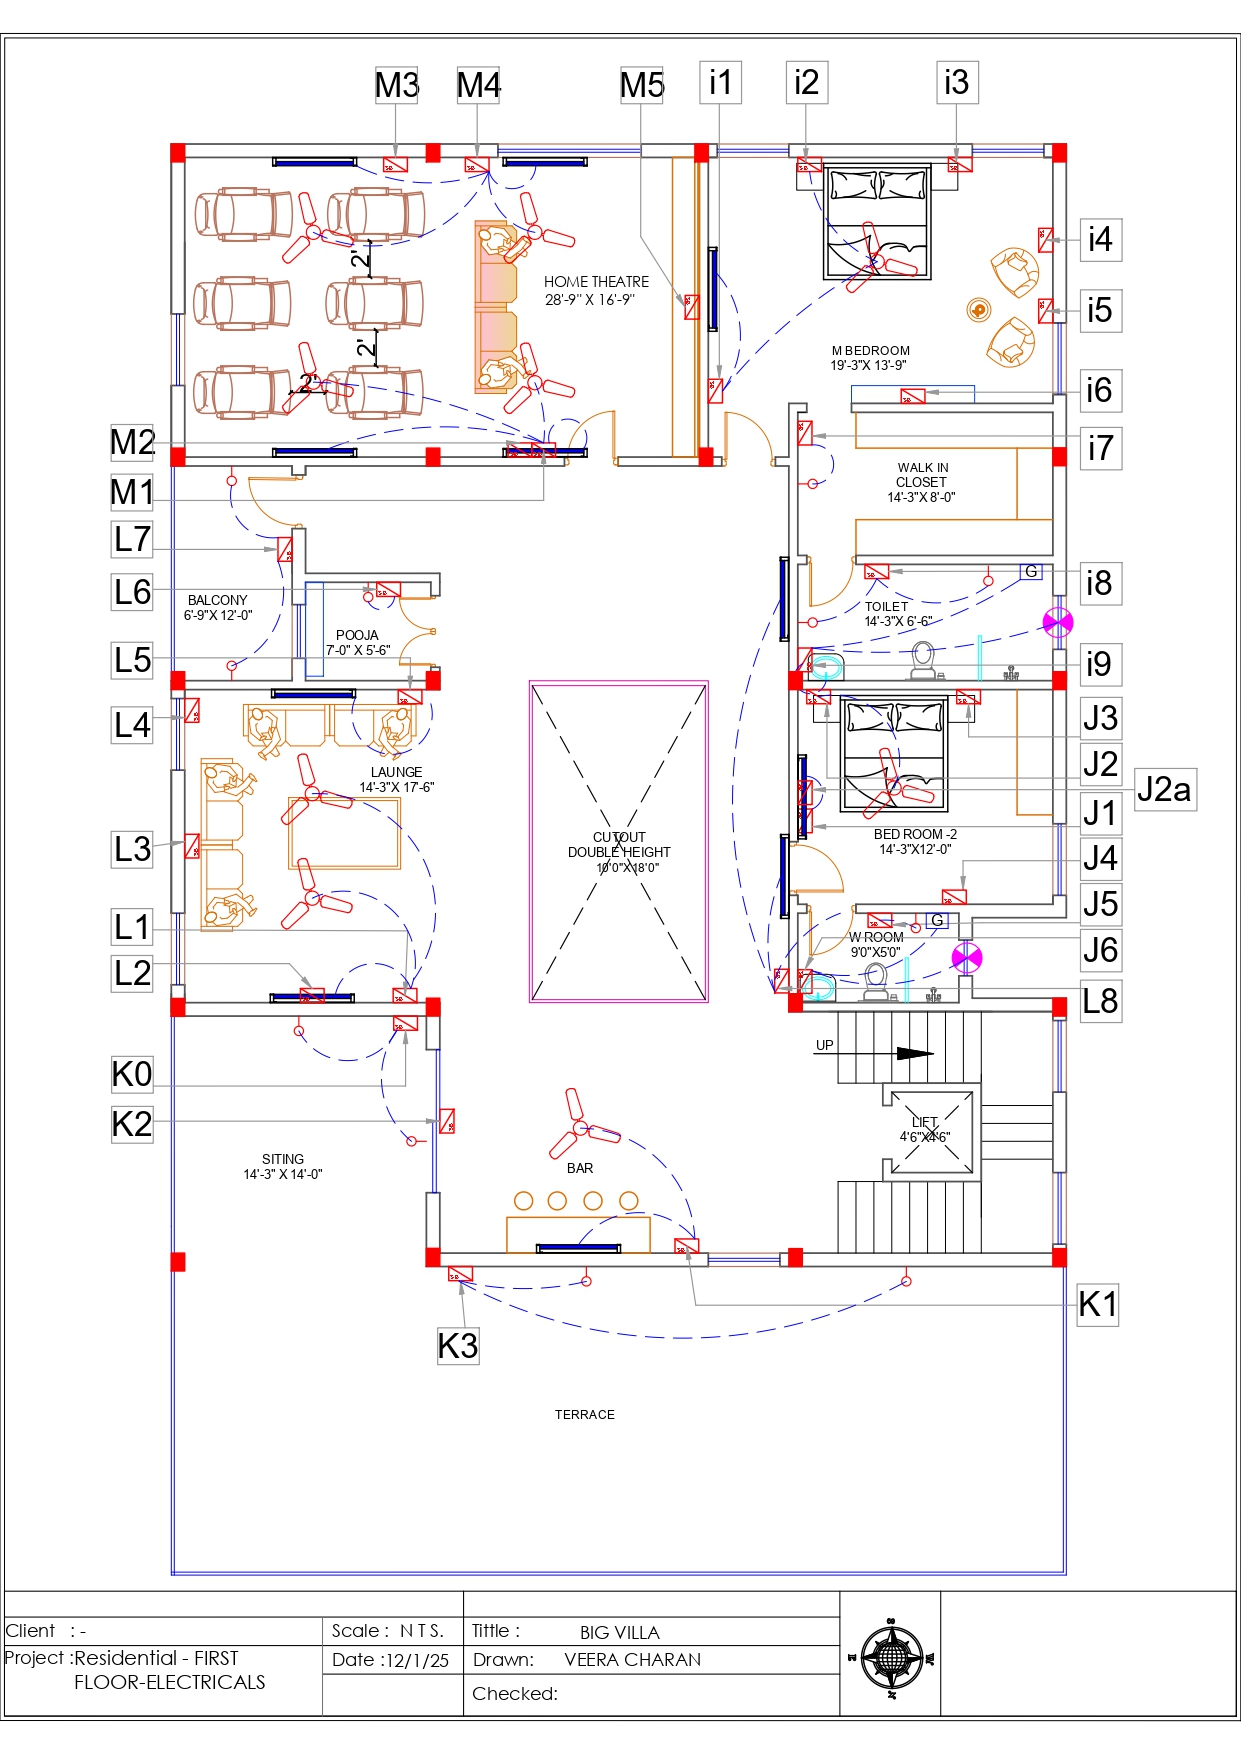 M3
M4
M5
i1
i2
i3
2'
HOME THEATRE
28'-9" X 16'-9"
i4
i5
2'
M BEDROOM
19'-3"X 13'-9"
2'
i6
M2
i7
WALK IN
CLOSET
14'-3"X 8'-0"
M1
L7
G
i8
L6
BALCONY
6'-9"X 12'-0"
TOILET
14'-3"X 6'-6"
POOJA
7'-0" X 5'-6"
L5
i9
L4
J3
J2
LAUNGE
14'-3"X 17'-6"
J2a
J1
L3
CUTOUT
DOUBLE HEIGHT
10'0"X18'0"
BED ROOM -2
14'-3"X12'-0"
J4
J5
L1
G
W ROOM
9'0"X5'0"
J6
L2
L8
UP
K0
K2
LIFT
4'6"X4'6"
SITING
14'-3" X 14'-0"
BAR
K1
K3
TERRACE
Client : -
Scale : N T S.
Tittle : BIG VILLA
Project :Residential - FIRST
FLOOR-ELECTRICALS
Date :12/1/25
Drawn: VEERA CHARAN
Checked:
S
E
W
N